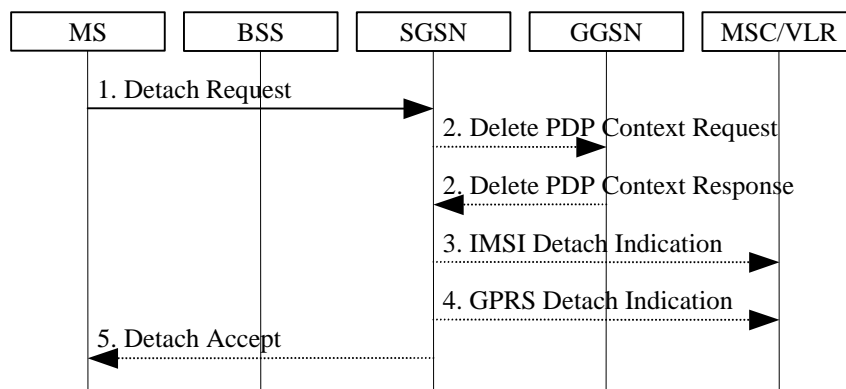 MS BSS SGSN GGSN MSC/VLR
1. Detach Request
2. Delete PDP Context Request
2. Delete PDP Context Response
3. IMSI Detach Indication
4. GPRS Detach Indication
5. Detach Accept